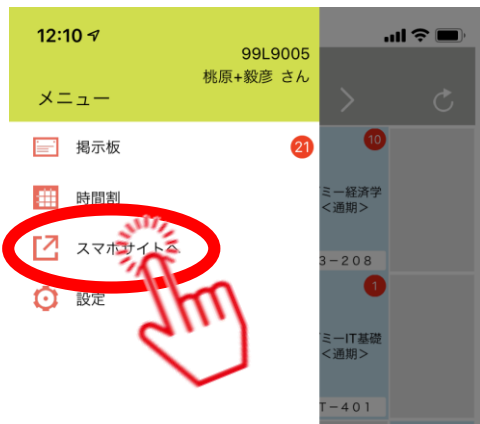 12:10
99L9005
桃原+毅彦 さん
メニュー
掲示板
21
時間割
スマホサイトへ
設定
10
ミー経済学
<通期>
3-208
1
ミーIT基礎
<通期>
T-401